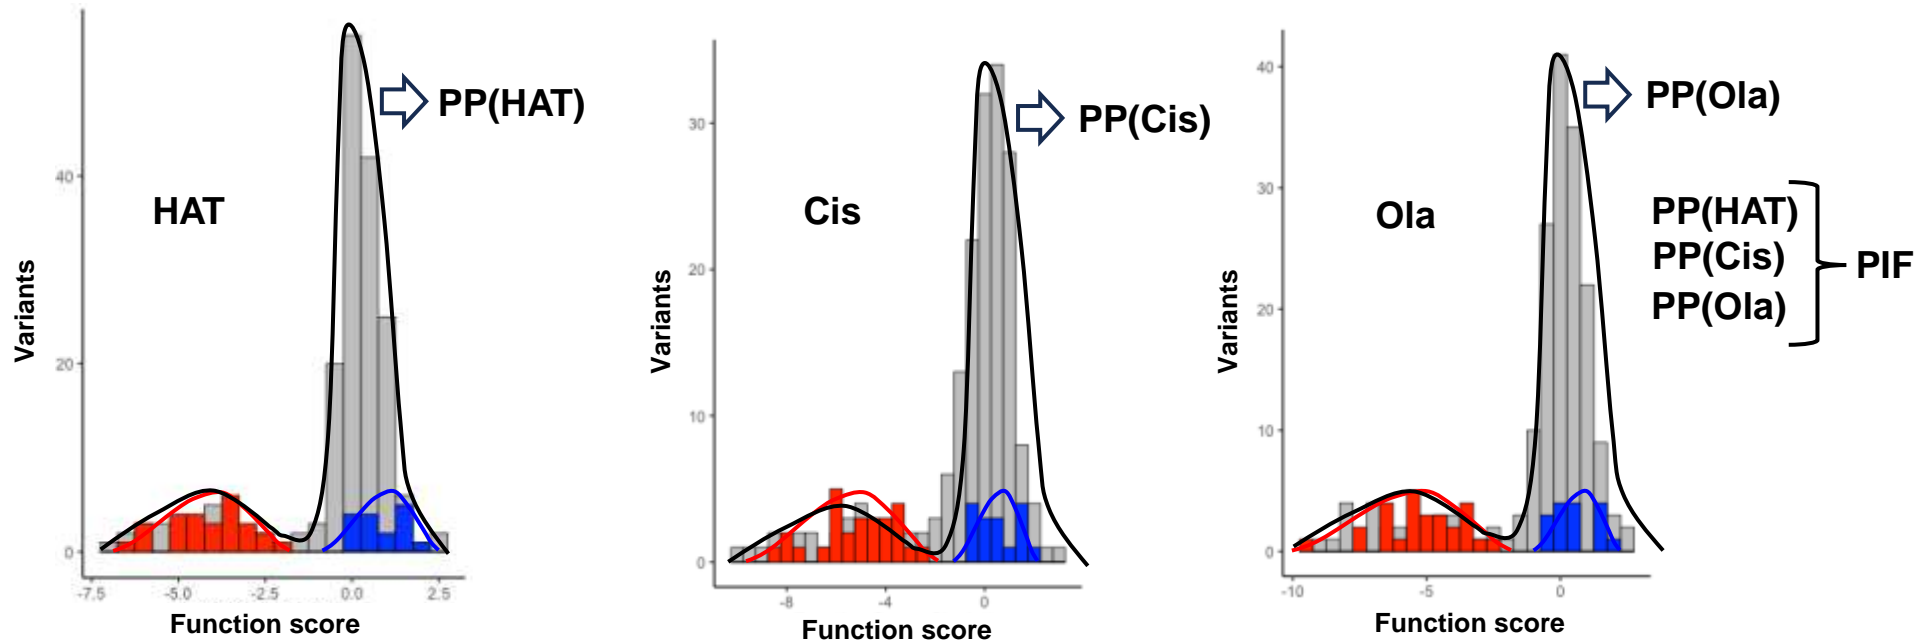 PP(HAT)
HAT
40
20
0
Variants
-7.5
-5.0
-2.5
0.0
2.5
Function score
PP(Cis)
Cis
30
20
10
0
Variants
-8
-4
0
Function score
PP(Ola)
Ola
40
30
20
10
0
Variants
-10
-5
0
Function score
PP(HAT)
PP(Cis)
PP(Ola)
PIF